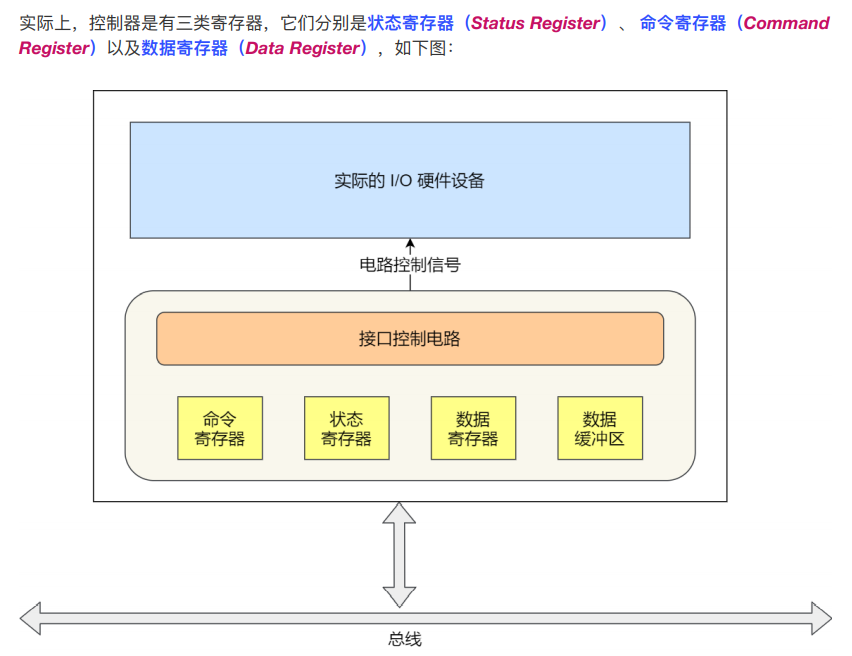 实际上，控制器是有三类寄存器，它们分别是状态寄存器（Status Register）、 命令寄存器（Command
Register）以及数据寄存器（Data Register），如下图：
实际的 I/O 硬件设备
电路控制信号
接口控制电路
命令
寄存器
状态
寄存器
数据
寄存器
数据
缓冲区
总线